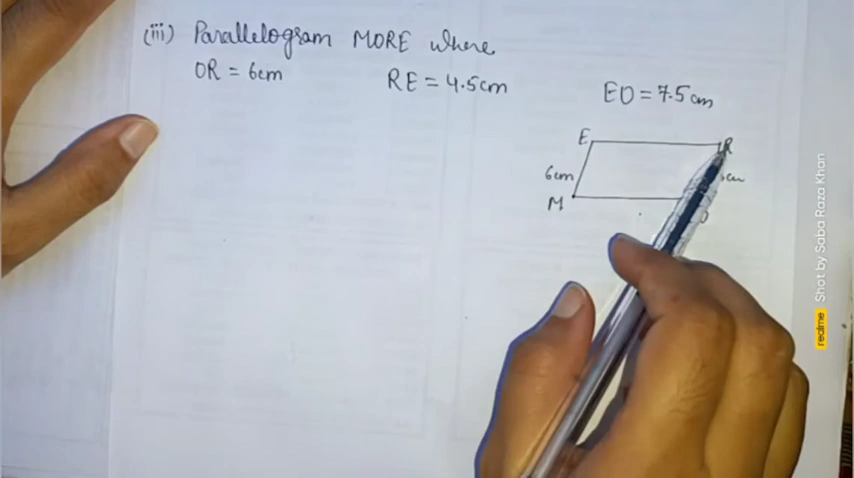 (iii) Parallelogram MORE where
OR = 6cm RE = 4.5cm EO = 7.5cm
E R
6cm
M O
realme Shot by Saba Raza Khan